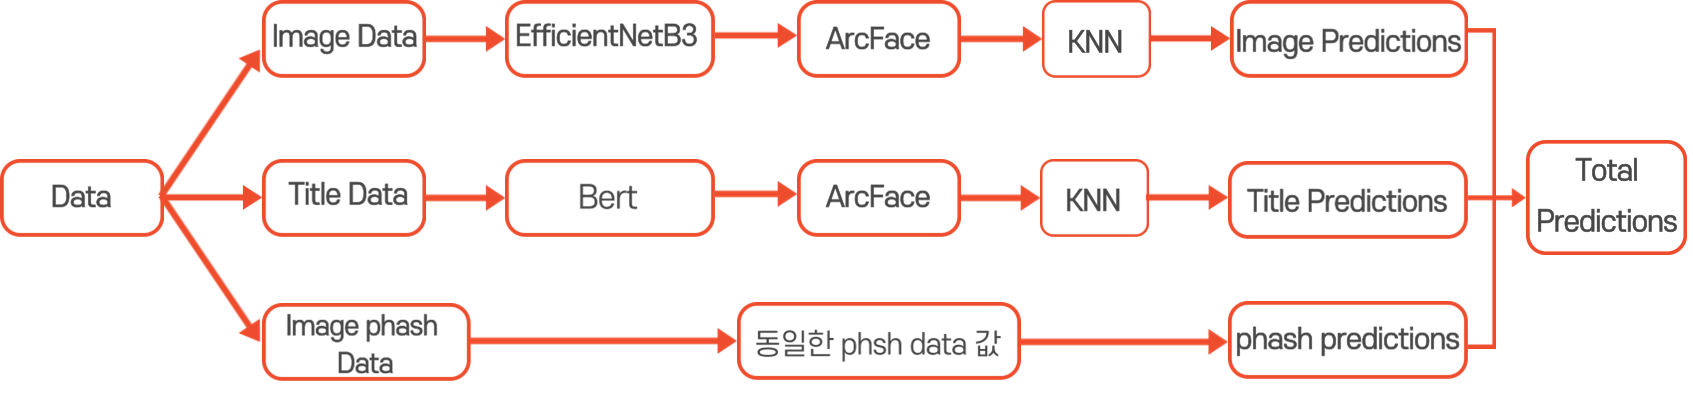 Image Data
EfficientNetB3
ArcFace
KNN
Image Predictions
Data
Title Data
Bert
ArcFace
KNN
Title Predictions
Total
Predictions
Image phash
Data
동일한 phsh data 값
phash predictions